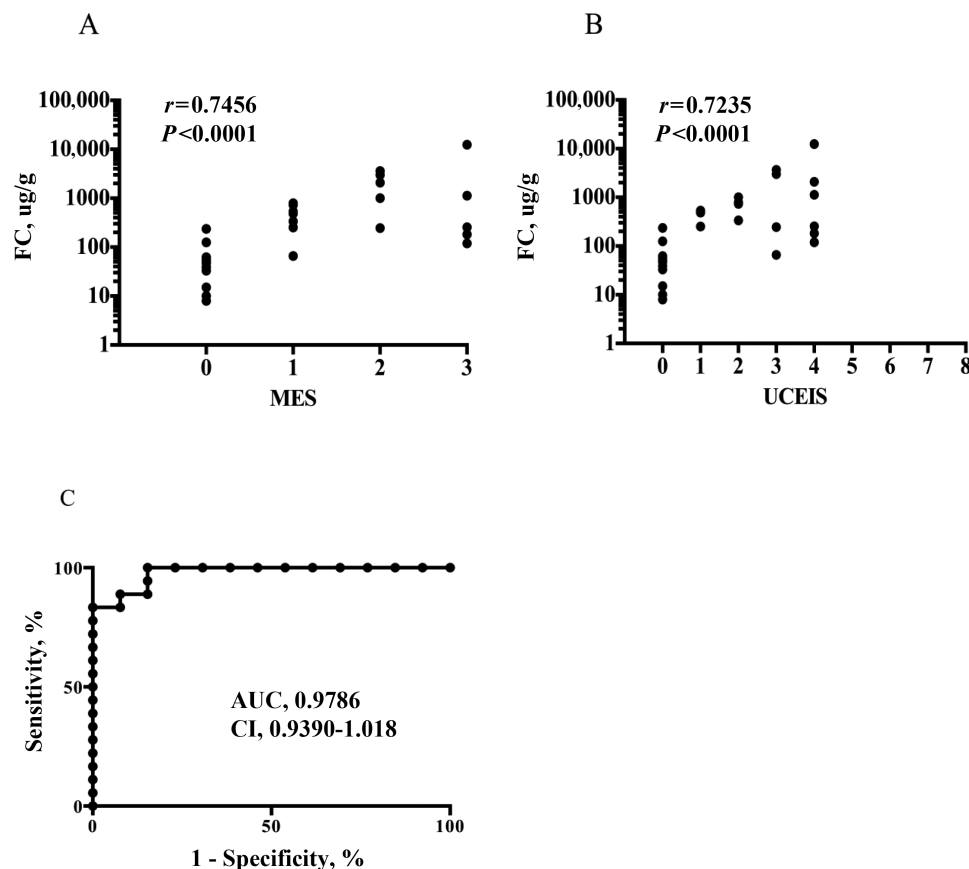 A
r=0.7456
P<0.0001
FC, ug/g
100,000
10,000
1000
100
10
1
0 1 2 3
MES
B
r=0.7235
P<0.0001
FC, ug/g
100,000
10,000
1000
100
10
1
0 1 2 3 4 5 6 7 8
UCEIS
C
Sensitivity, %
100
50
0
AUC, 0.9786
CI, 0.9390-1.018
0 50 100
1 - Specificity, %